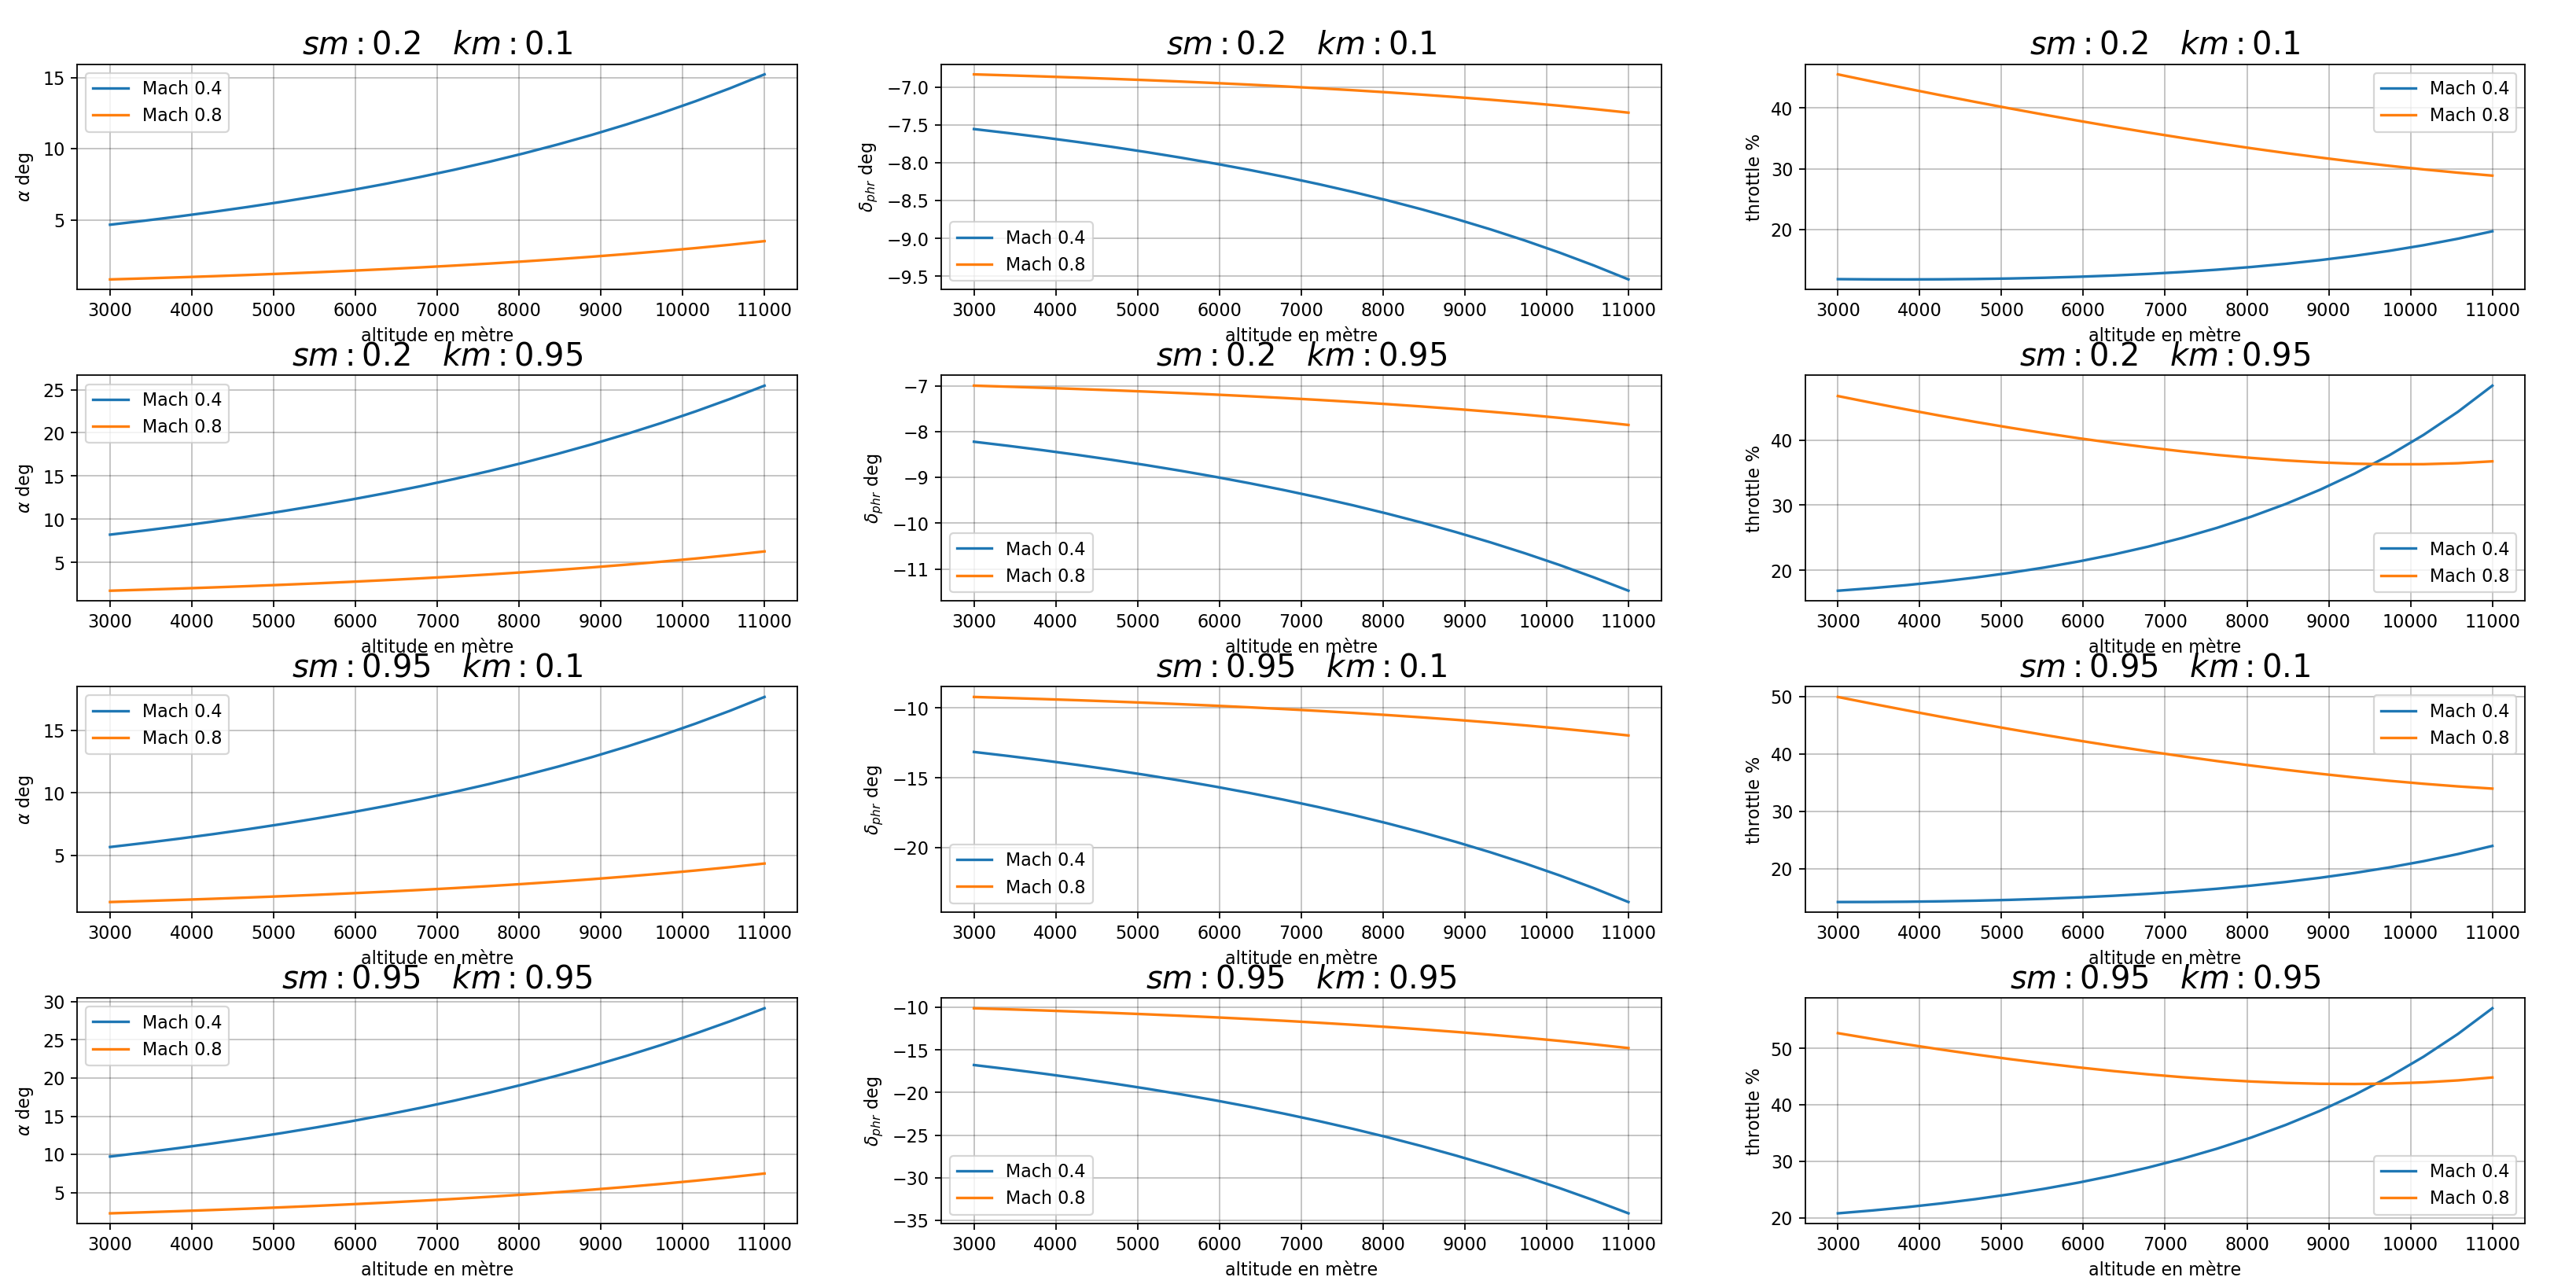 sm : 0.2 km : 0.1
15
10
5
α deg
Mach 0.4
Mach 0.8
3000 4000 5000 6000 7000 8000 9000 10000 11000
altitude en mètre
sm : 0.2 km : 0.1
−7.0
−7.5
−8.0
−8.5
−9.0
−9.5
δphr deg
Mach 0.4
Mach 0.8
3000 4000 5000 6000 7000 8000 9000 10000 11000
altitude en mètre
sm : 0.2 km : 0.1
40
30
20
throttle %
Mach 0.4
Mach 0.8
3000 4000 5000 6000 7000 8000 9000 10000 11000
altitude en mètre
sm : 0.2 km : 0.95
25
20
15
10
5
α deg
Mach 0.4
Mach 0.8
3000 4000 5000 6000 7000 8000 9000 10000 11000
altitude en mètre
sm : 0.2 km : 0.95
−7
−8
−9
−10
−11
δphr deg
Mach 0.4
Mach 0.8
3000 4000 5000 6000 7000 8000 9000 10000 11000
altitude en mètre
sm : 0.2 km : 0.95
40
30
20
throttle %
Mach 0.4
Mach 0.8
3000 4000 5000 6000 7000 8000 9000 10000 11000
altitude en mètre
sm : 0.95 km : 0.1
15
10
5
α deg
Mach 0.4
Mach 0.8
3000 4000 5000 6000 7000 8000 9000 10000 11000
altitude en mètre
sm : 0.95 km : 0.1
−10
−15
−20
δphr deg
Mach 0.4
Mach 0.8
3000 4000 5000 6000 7000 8000 9000 10000 11000
altitude en mètre
sm : 0.95 km : 0.1
50
40
30
20
throttle %
Mach 0.4
Mach 0.8
3000 4000 5000 6000 7000 8000 9000 10000 11000
altitude en mètre
sm : 0.95 km : 0.95
30
25
20
15
10
5
α deg
Mach 0.4
Mach 0.8
3000 4000 5000 6000 7000 8000 9000 10000 11000
altitude en mètre
sm : 0.95 km : 0.95
−10
−15
−20
−25
−30
−35
δphr deg
Mach 0.4
Mach 0.8
3000 4000 5000 6000 7000 8000 9000 10000 11000
altitude en mètre
sm : 0.95 km : 0.95
50
40
30
20
throttle %
Mach 0.4
Mach 0.8
3000 4000 5000 6000 7000 8000 9000 10000 11000
altitude en mètre